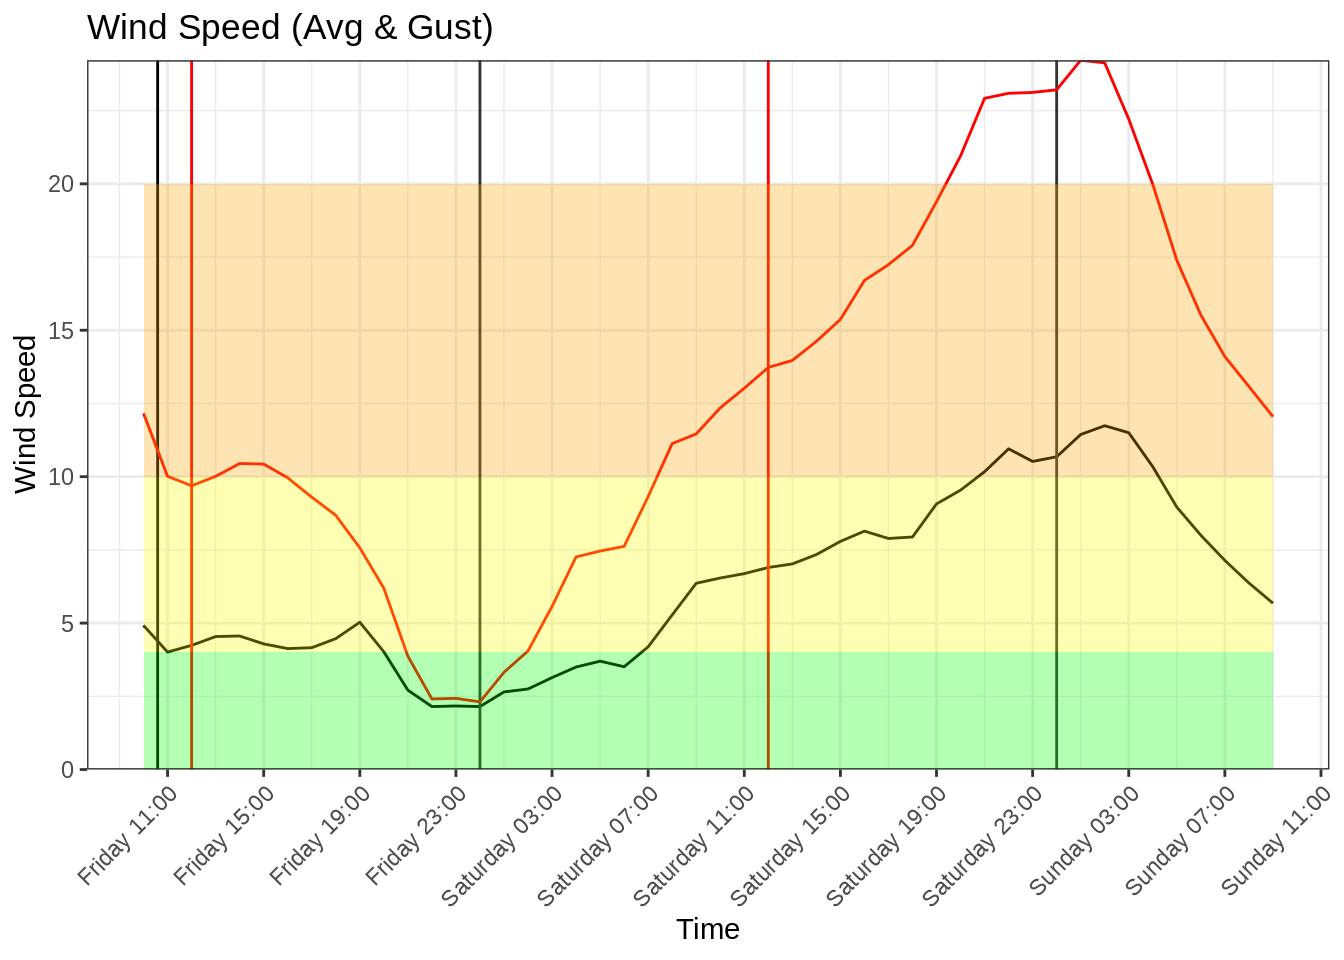 Wind Speed (Avg & Gust)
Wind Speed
20
15
10
5
0
Friday 11:00
Friday 15:00
Friday 19:00
Friday 23:00
Saturday 03:00
Saturday 07:00
Saturday 11:00
Saturday 15:00
Saturday 19:00
Saturday 23:00
Sunday 03:00
Sunday 07:00
Sunday 11:00
Time